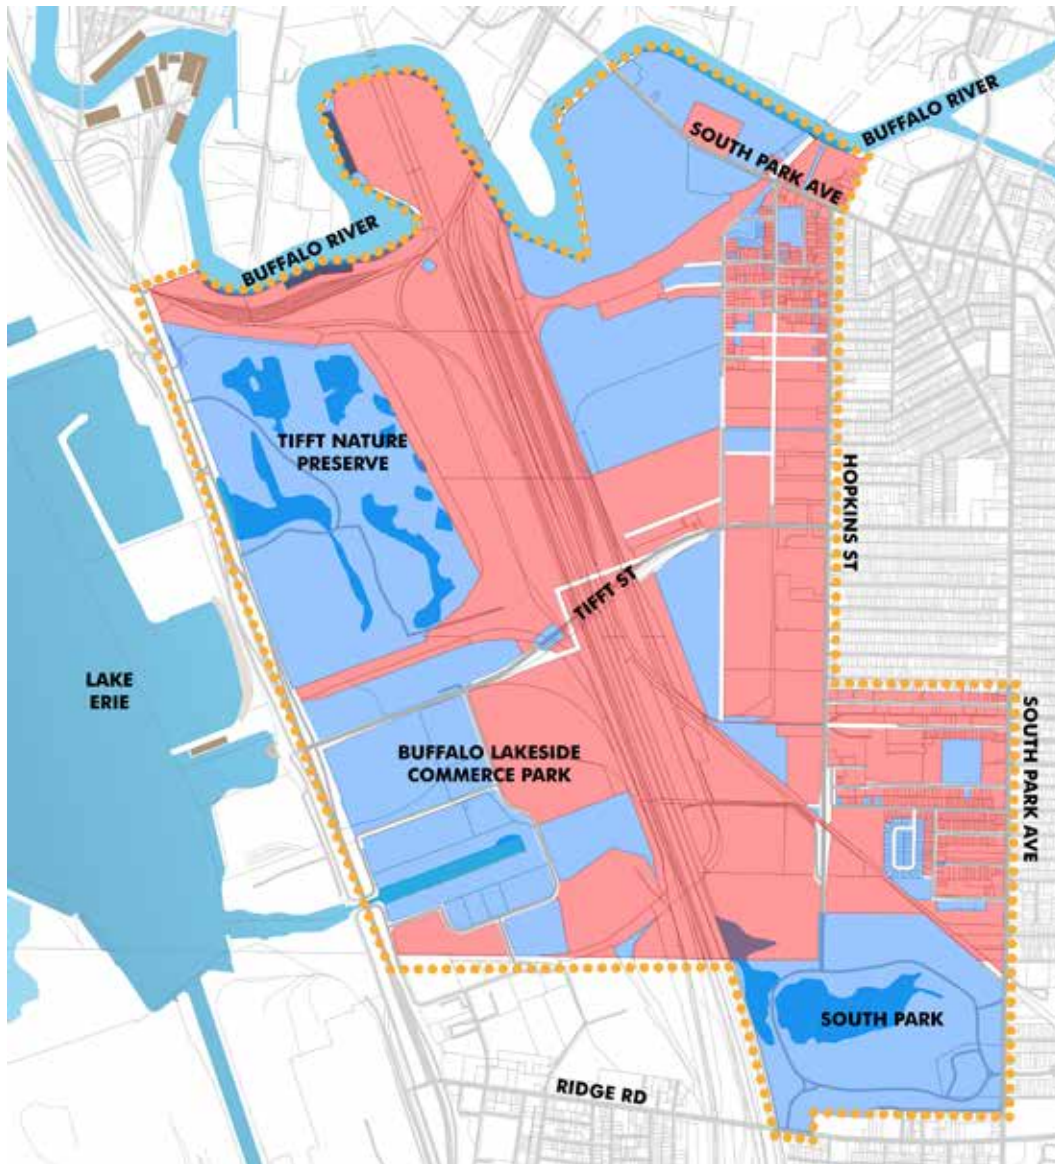 BUFFALO RIVER
SOUTH PARK AVE
BUFFALO RIVER
TIFFT NATURE
PRESERVE
HOPKINS ST
TIFFT ST
LAKE
ERIE
BUFFALO LAKESIDE
COMMERCE PARK
SOUTH PARK AVE
SOUTH PARK
RIDGE RD